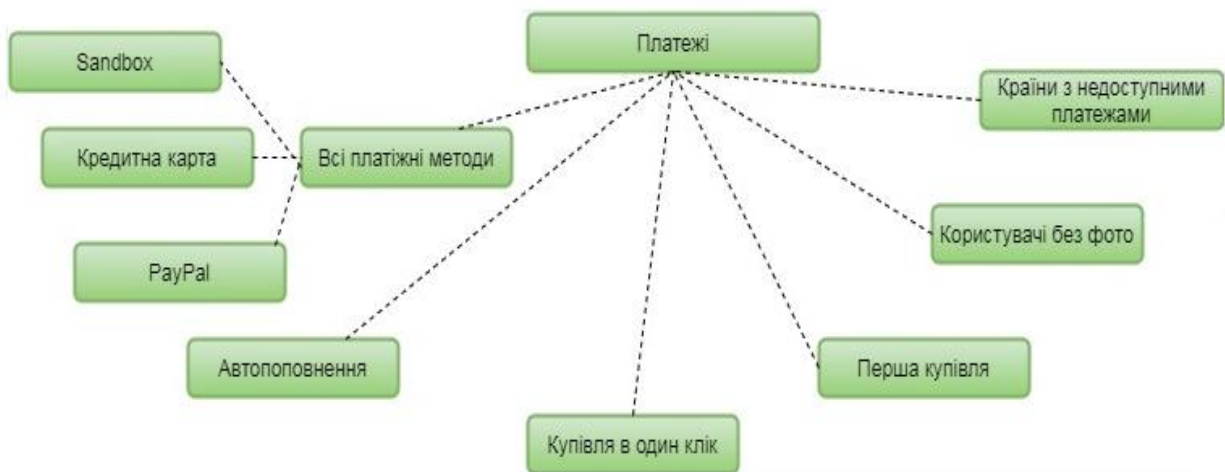 Sandbox
Платежі
Країни з недоступними
платежами
Кредитна карта
Всі платіжні методи
Користувачі без фото
PayPal
Автопоповнення
Перша купівля
Купівля в один клік